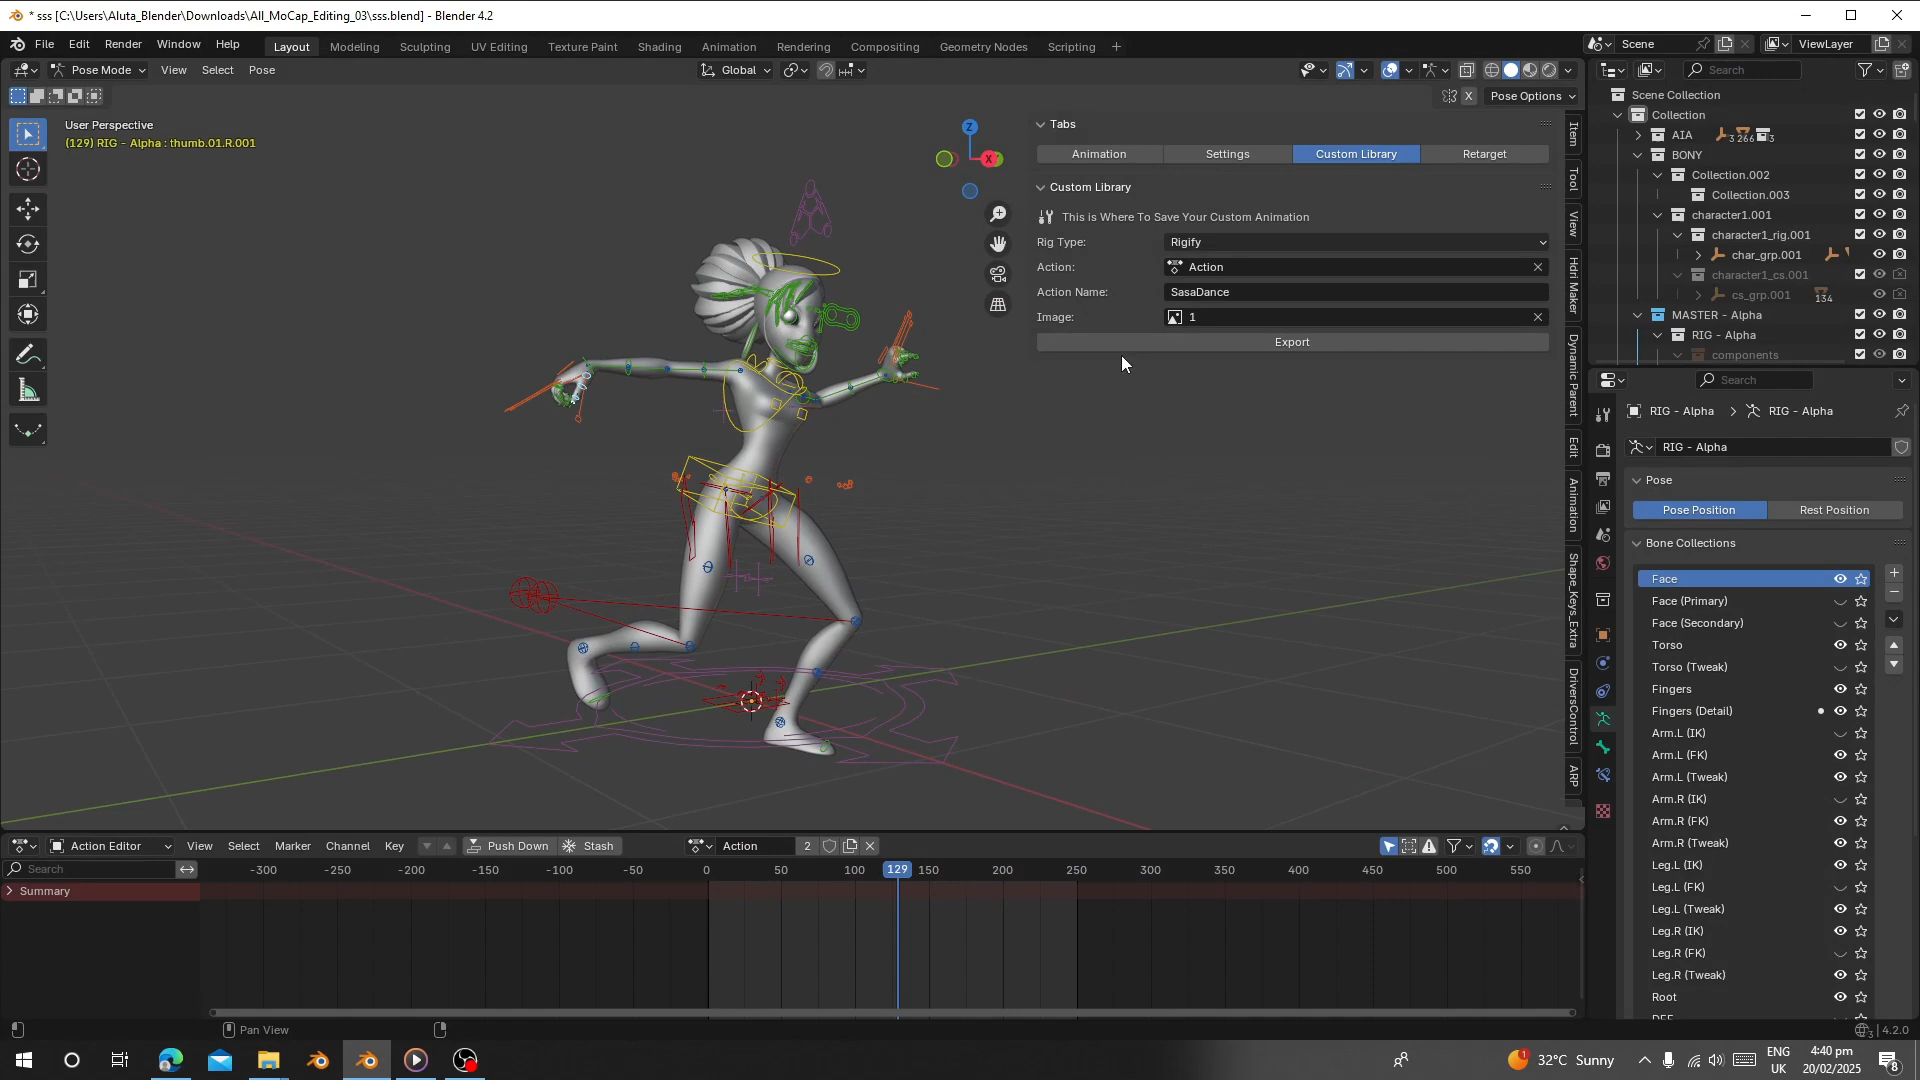 * sss [C:\Users\Aluta_Blender\Downloads\All_MoCap_Editing_03\sss.blend] - Blender 4.2
File Edit Render Window Help Layout Modeling Sculpting UV Editing Texture Paint Shading Animation Rendering Compositing Geometry Nodes Scripting + Scene ViewLayer
Pose Mode View Select Pose Global Search
X Pose Options
User Perspective
(129) RIG - Alpha : thumb.01.R.001
Z
X
Tabs
Animation Settings Custom Library Retarget
Custom Library
This is Where To Save Your Custom Animation
Rig Type: Rigify
Action: Action
Action Name: SasaDance
Image: 1
Export
Item
Tool
View
Hdri Maker
Dynamic Parent
Edit
Animation
Shape_Keys_Extra
DriversControl
ARP
Scene Collection
Collection
AIA 3 266 3
BONY
Collection.002
Collection.003
character1.001
character1_rig.001
char_grp.001
character1_cs.001
cs_grp.001 134
MASTER - Alpha
RIG - Alpha
components
Search
RIG - Alpha > RIG - Alpha
RIG - Alpha
Pose
Pose Position Rest Position
Bone Collections
Face
Face (Primary)
Face (Secondary)
Torso
Torso (Tweak)
Fingers
Fingers (Detail)
Arm.L (IK)
Arm.L (FK)
Arm.L (Tweak)
Arm.R (IK)
Arm.R (FK)
Arm.R (Tweak)
Leg.L (IK)
Leg.L (FK)
Leg.L (Tweak)
Leg.R (IK)
Leg.R (FK)
Leg.R (Tweak)
Root
DEF
Action Editor View Select Marker Channel Key Push Down Stash Action 2
Search -300 -250 -200 -150 -100 -50 0 50 100 129 150 200 250 300 350 400 450 500 550
Summary
Pan View 3 4.2.0
1 32°C Sunny ENG UK 4:40 pm 20/02/2025 8